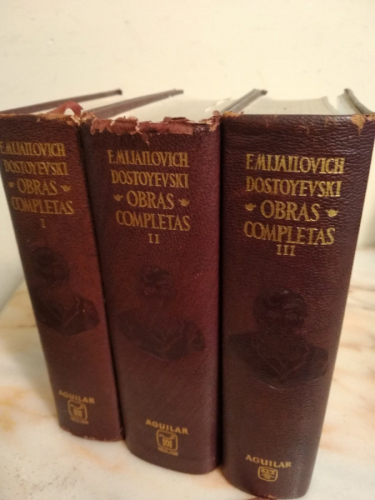 F. MIJAILOVICH
DOSTOYEVSKI
OBRAS
COMPLETAS
I
AGUILAR
F. MIJAILOVICH
DOSTOYEVSKI
OBRAS
COMPLETAS
II
AGUILAR
F. MIJAILOVICH
DOSTOYEVSKI
OBRAS
COMPLETAS
III
AGUILAR